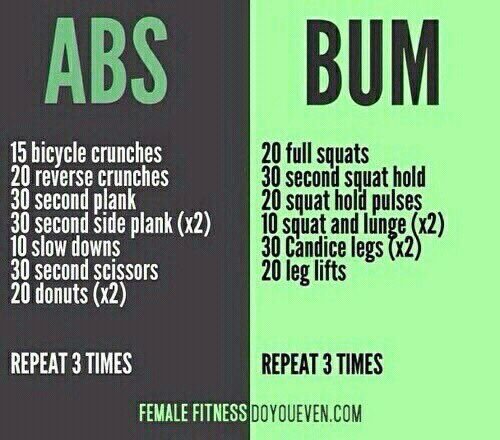 ABS
15 bicycle crunches
20 reverse crunches
30 second plank
30 second side plank (x2)
10 slow downs
30 second scissors
20 donuts (x2)
REPEAT 3 TIMES
BUM
20 full squats
30 second squat hold
20 squat hold pulses
10 squat and lunge (x2)
30 Candice legs (x2)
20 leg lifts
REPEAT 3 TIMES
FEMALE FITNESS DOYOUEVEN.COM